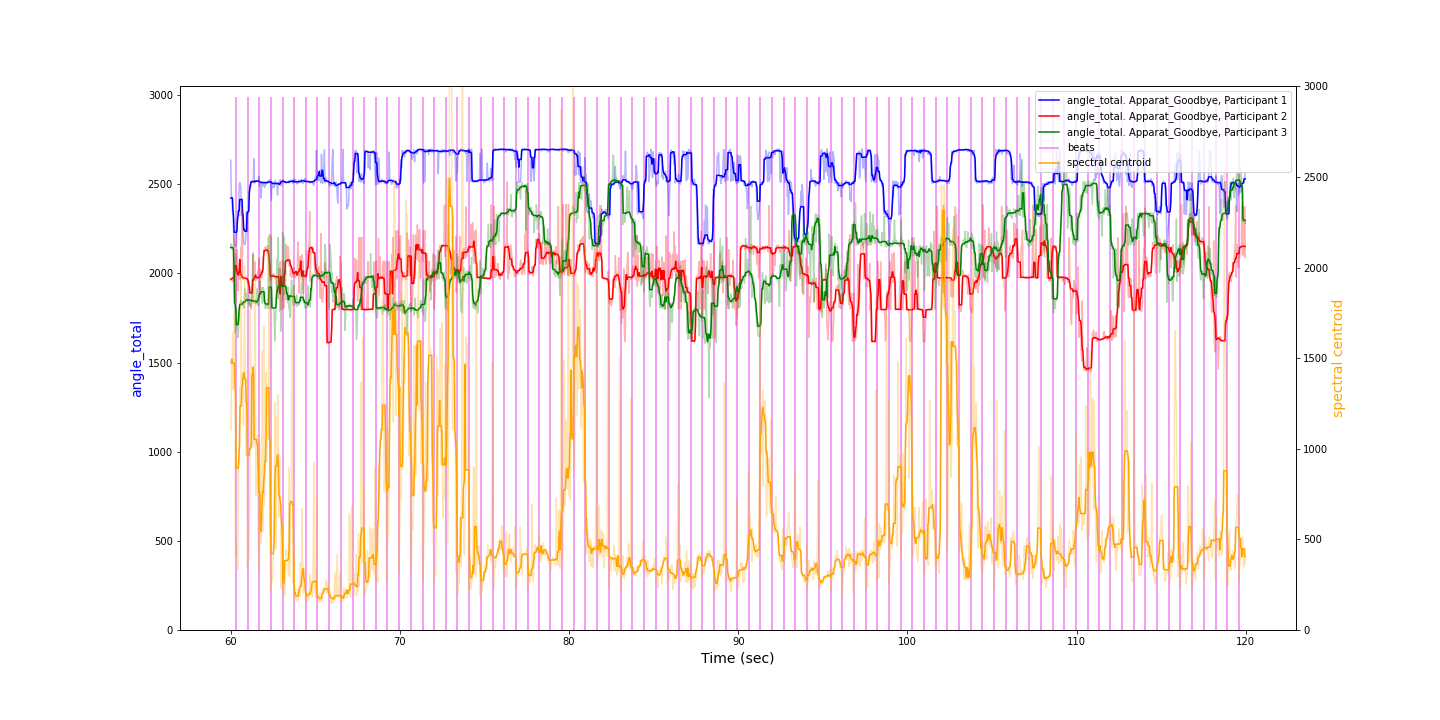 3000
2500
2000
1500
1000
500
0
angle_total
60
70
80
90
100
110
120
Time (sec)
3000
2500
2000
1500
1000
500
0
spectral centroid
angle_total. Apparat_Goodbye, Participant 1
angle_total. Apparat_Goodbye, Participant 2
angle_total. Apparat_Goodbye, Participant 3
beats
spectral centroid